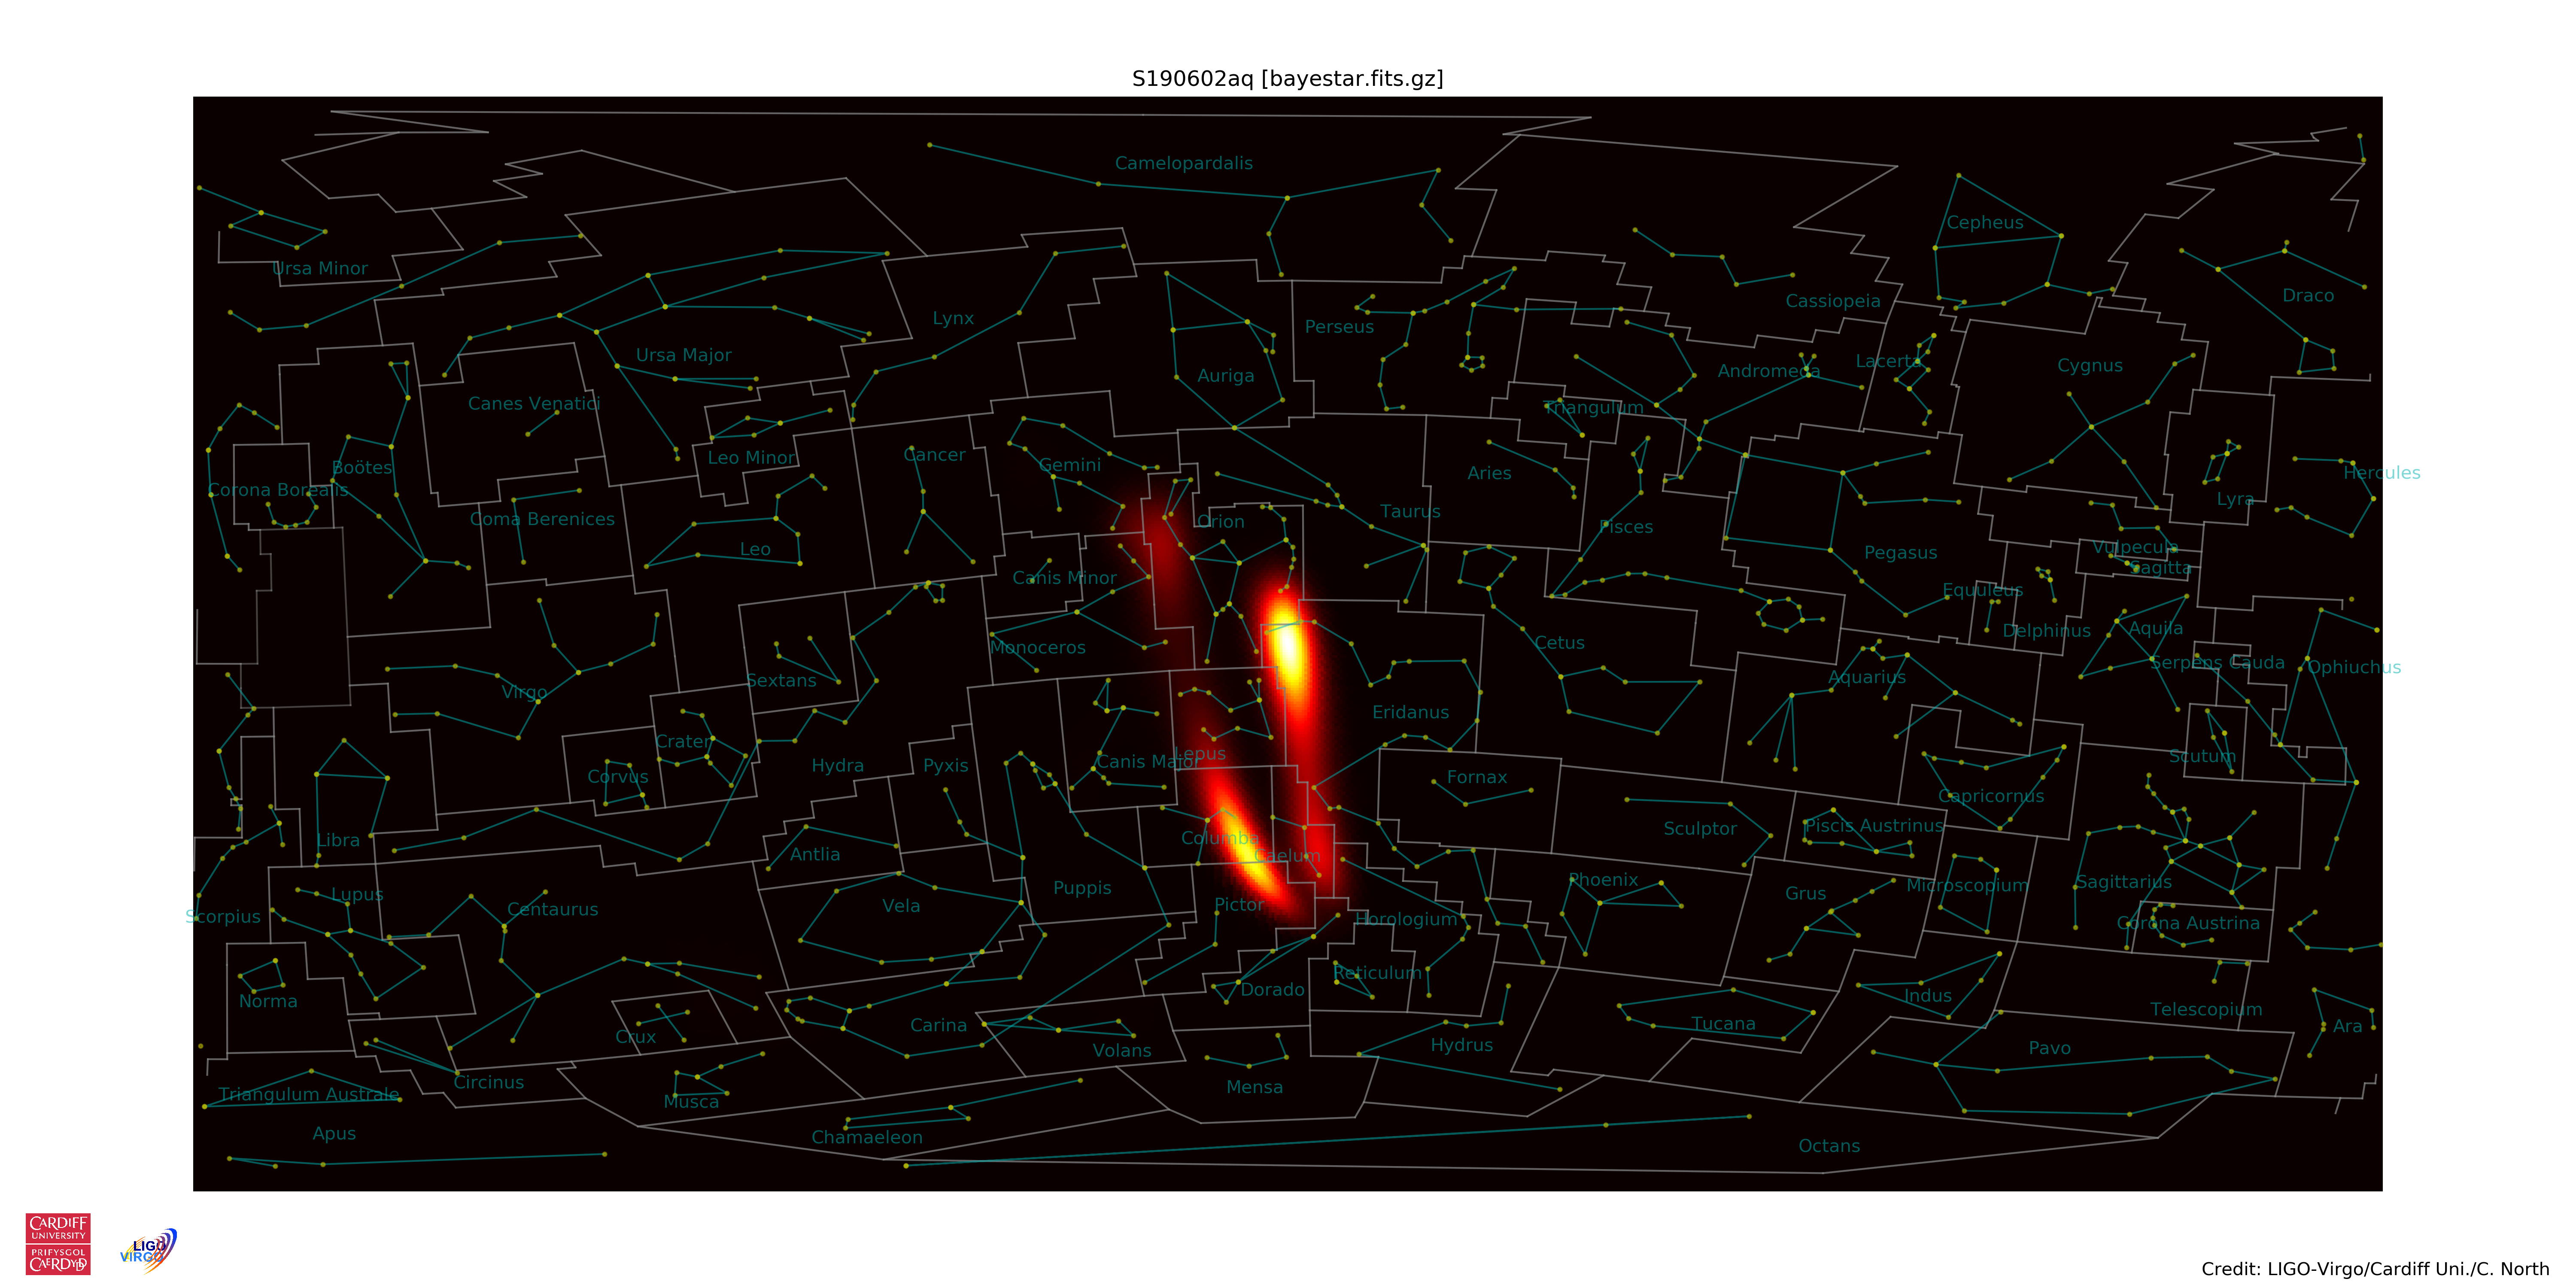 S190602aq [bayestar.fits.gz]
Camelopardalis
Cepheus
Ursa Minor
Draco
Cassiopeia
Lynx
Perseus
Ursa Major
Lacerta
Cygnus
Andromeda
Auriga
Canes Venatici
Triangulum
Leo Minor
Cancer
Gemini
Boötes
Aries
Hercules
Corona Borealis
Lyra
Taurus
Coma Berenices
Orion
Pisces
Leo
Vulpecula
Pegasus
Sagitta
Canis Minor
Equuleus
Delphinus
Aquila
Cetus
Monoceros
Serpens Cauda
Ophiuchus
Sextans
Aquarius
Virgo
Eridanus
Crater
Lepus
Scutum
Canis Major
Hydra
Pyxis
Corvus
Fornax
Capricornus
Piscis Austrinus
Sculptor
Columba
Libra
Antlia
Caelum
Phoenix
Sagittarius
Microscopium
Puppis
Lupus
Grus
Vela
Pictor
Centaurus
Scorpius
Horologium
Corona Austrina
Reticulum
Dorado
Indus
Norma
Telescopium
Tucana
Carina
Ara
Crux
Hydrus
Pavo
Volans
Circinus
Mensa
Triangulum Australe
Musca
Apus
Chamaeleon
Octans
CARDIFF
UNIVERSITY
PRIFYSGOL
CAERDYDD
LIGO
VIRGO
Credit: LIGO-Virgo/Cardiff Uni./C. North